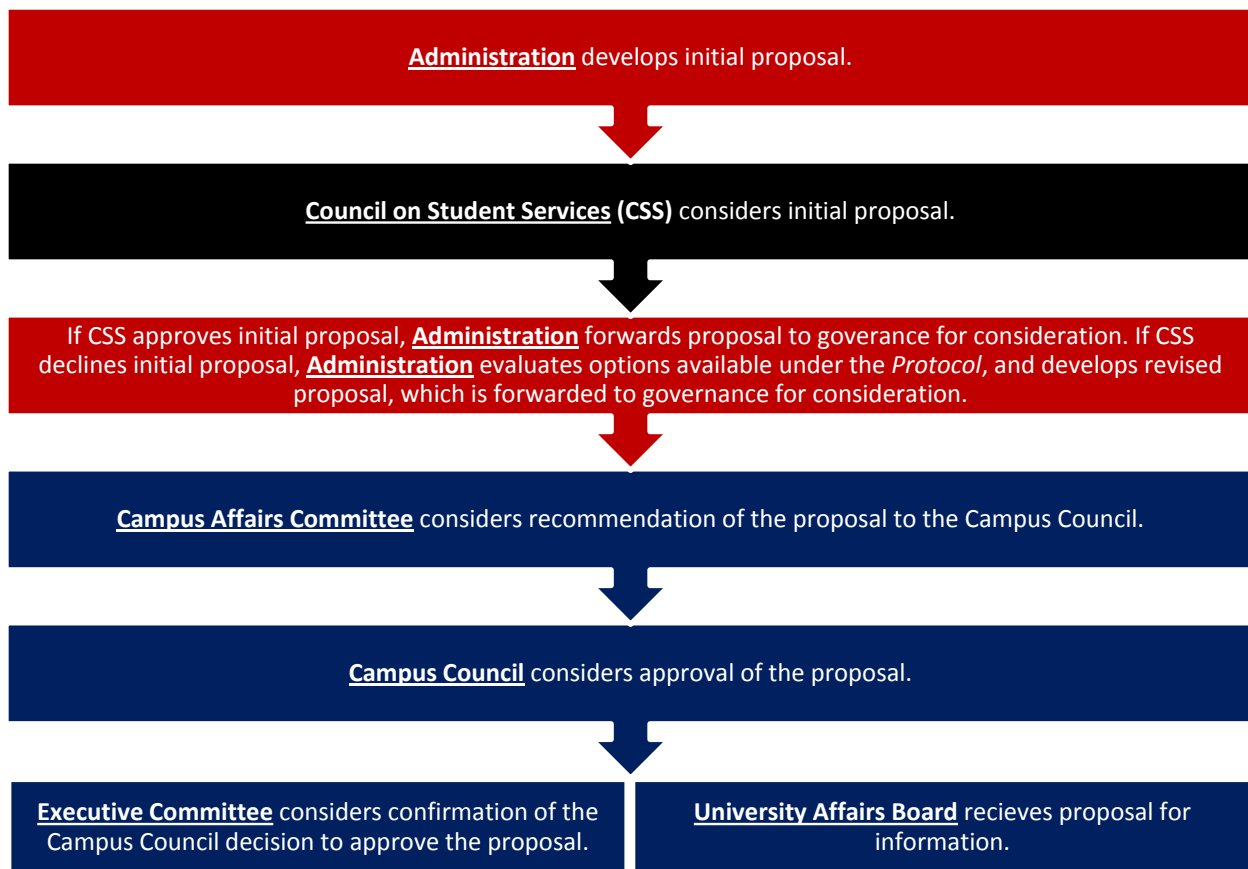 Administration develops initial proposal.
Council on Student Services (CSS) considers initial proposal.
If CSS approves initial proposal, Administration forwards proposal to goverance for consideration. If CSS
declines initial proposal, Administration evaluates options available under the Protocol, and develops revised
proposal, which is forwarded to governance for consideration.
Campus Affairs Committee considers recommendation of the proposal to the Campus Council.
Campus Council considers approval of the proposal.
Executive Committee considers confirmation of the
Campus Council decision to approve the proposal.
University Affairs Board recieves proposal for
information.